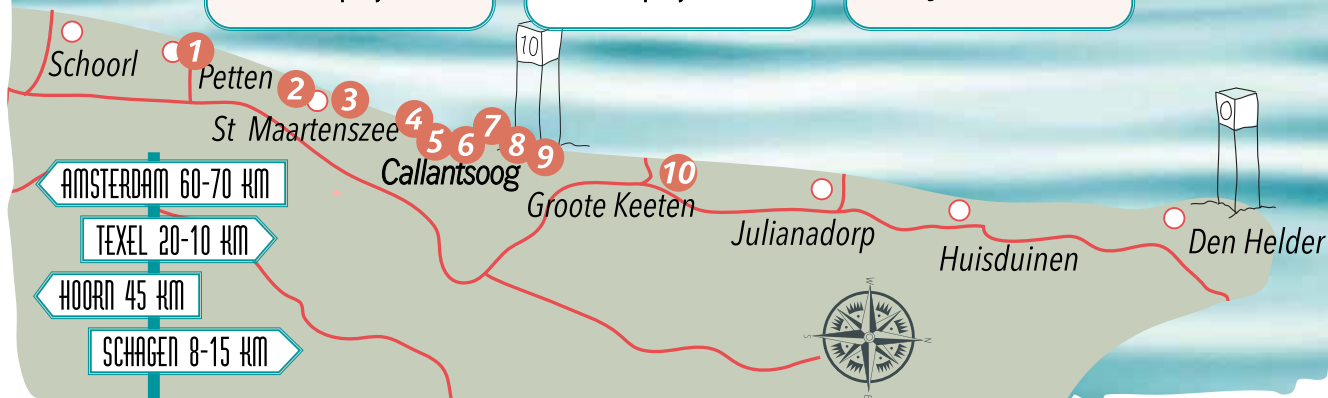 10
0
Schoorl
1
Petten
2
3
St Maartenszee
4
5
6
7
8
9
Callantsoog
10
Groote Keeten
Julianadorp
Huisduinen
Den Helder
AMSTERDAM 60-70 KM
TEXEL 20-10 KM
HOORN 45 KM
SCHAGEN 8-15 KM
W
S
N
E